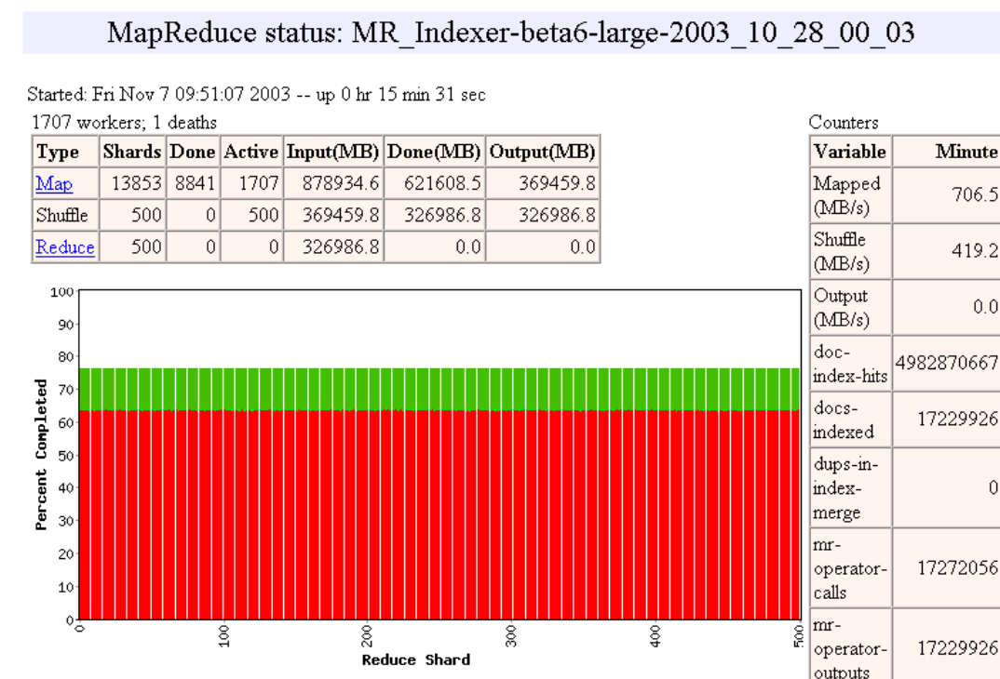 MapReduce status: MR_Indexer-beta6-large-2003_10_28_00_03
Started: Fri Nov 7 09:51:07 2003 -- up 0 hr 15 min 31 sec
1707 workers; 1 deaths
Type Shards Done Active Input(MB) Done(MB) Output(MB)
Map 13853 8841 1707 878934.6 621608.5 369459.8
Shuffle 500 0 500 369459.8 326986.8 326986.8
Reduce 500 0 0 326986.8 0.0 0.0
Percent Completed
100
90
80
70
60
50
40
30
20
10
0
0 100 200 300 400 500
Reduce Shard
Counters
Variable Minute
Mapped
(MB/s) 706.5
Shuffle
(MB/s) 419.2
Output
(MB/s) 0.0
doc-
index-hits 4982870667
docs-
indexed 17229926
dups-in-
index-
merge 0
mr-
operator-
calls 17272056
mr-
operator-
outputs 17229926